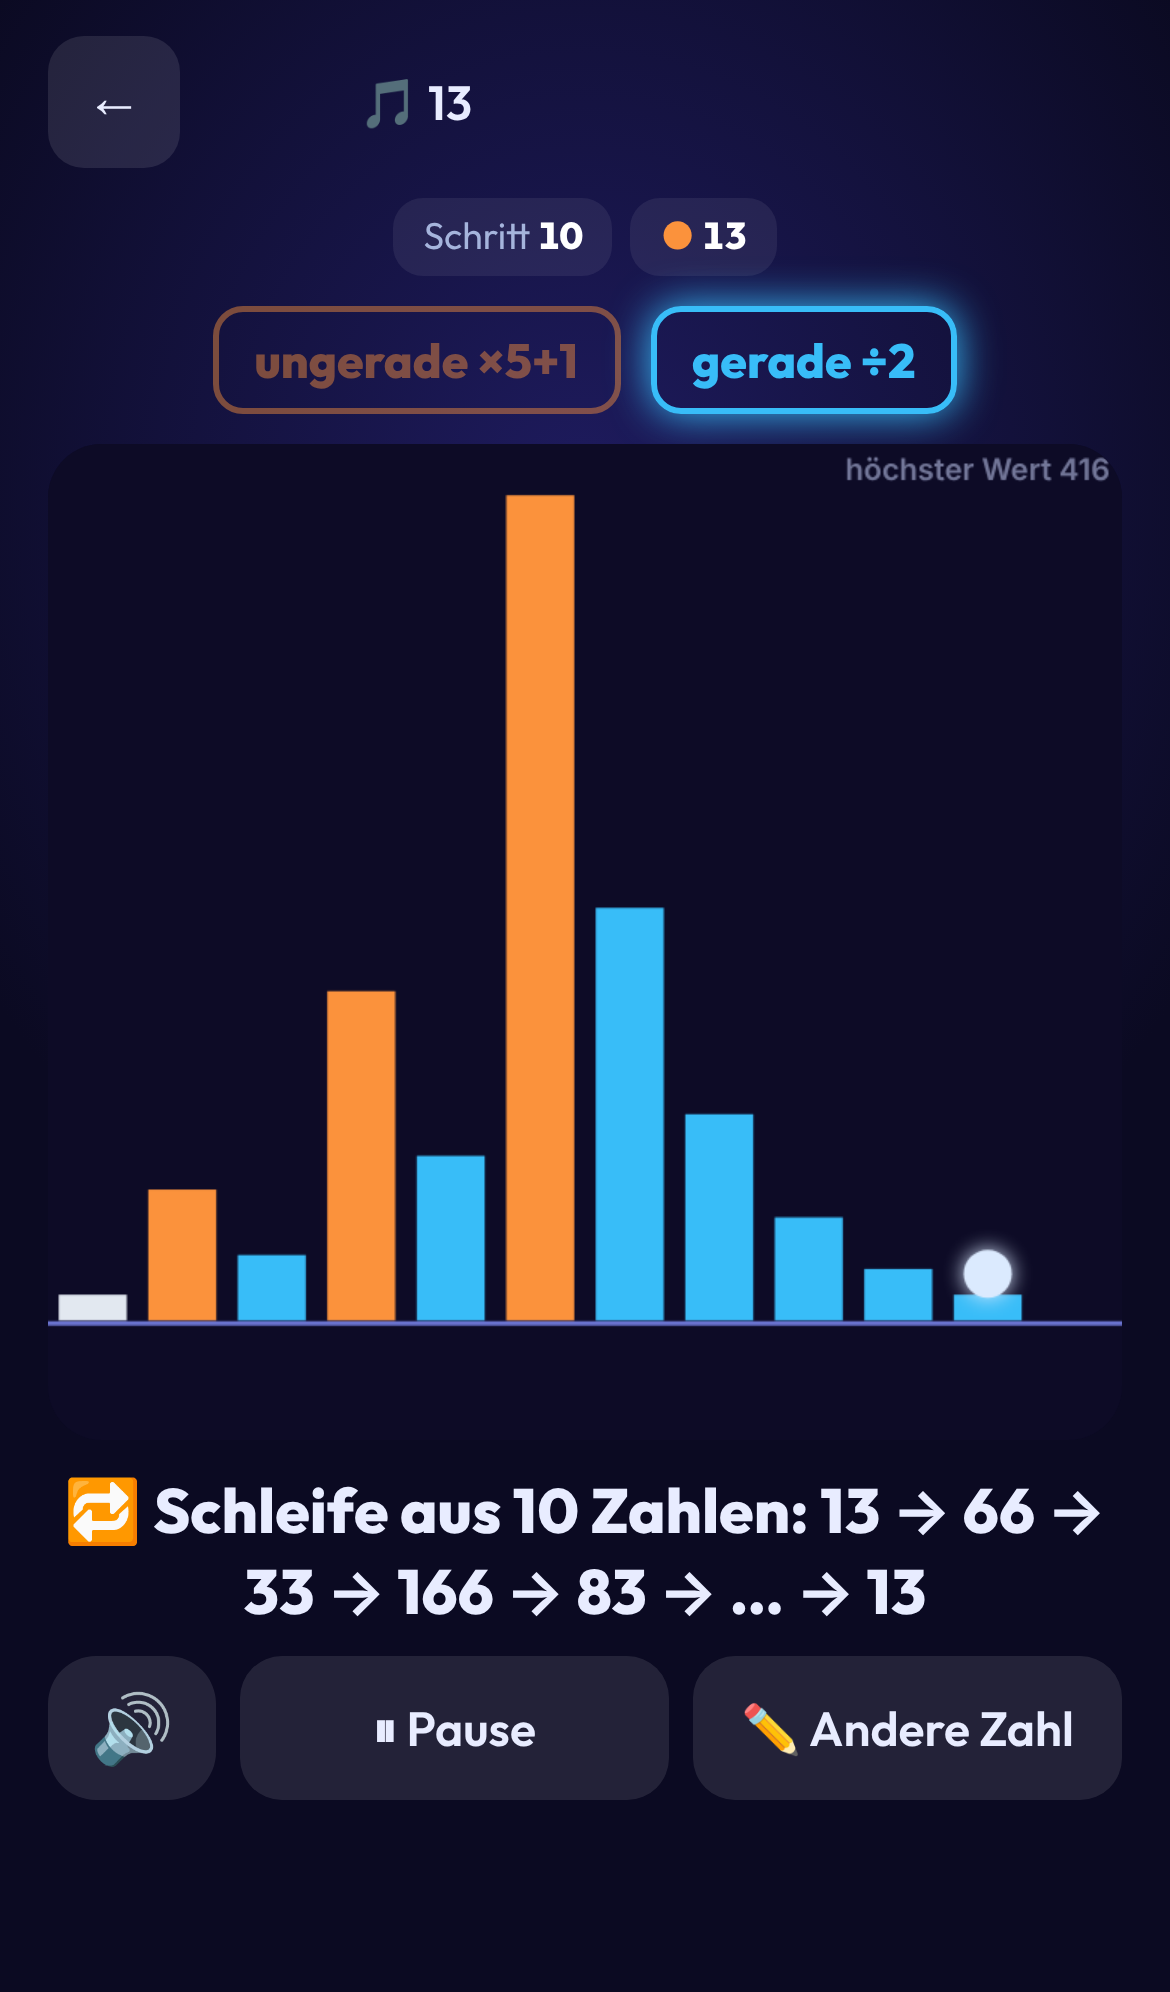 ← 🎵 13
Schritt 10 13
ungerade ×5+1 gerade ÷2
höchster Wert 416
🔁 Schleife aus 10 Zahlen: 13 → 66 →
33 → 166 → 83 → ... → 13
🔊 ⏸ Pause ✏️ Andere Zahl